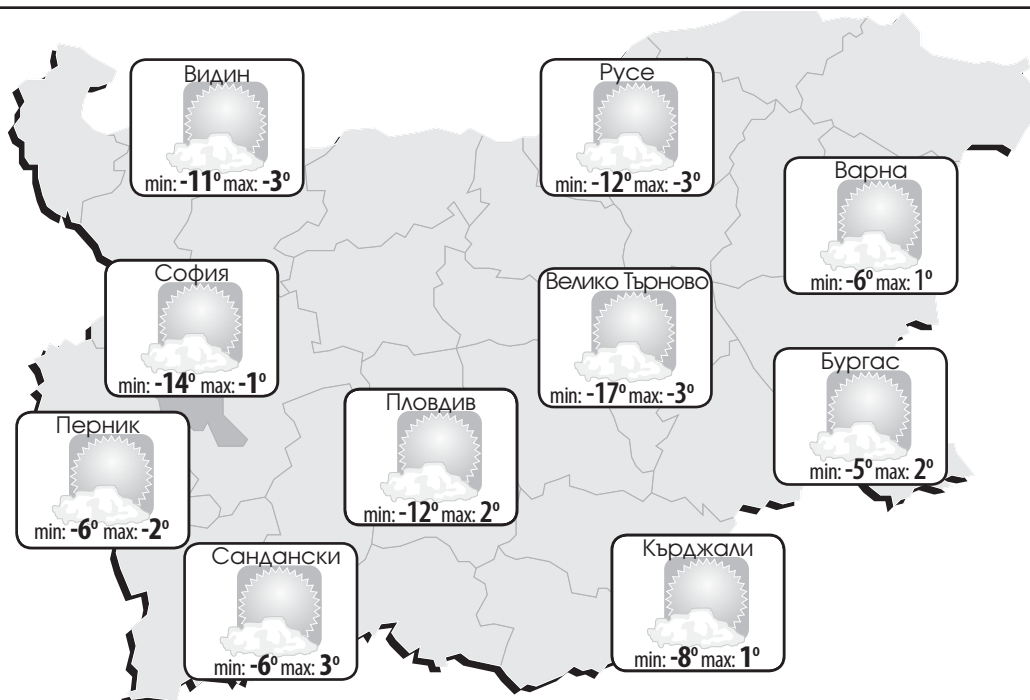 Видин
min: -11° max: -3°
Русе
min: -12° max: -3°
Варна
min: -6° max: 1°
София
min: -14° max: -1°
Велико Търново
min: -17° max: -3°
Бургас
min: -5° max: 2°
Пловдив
min: -12° max: 2°
Перник
min: -6° max: -2°
Сандански
min: -6° max: 3°
Кърджали
min: -8° max: 1°